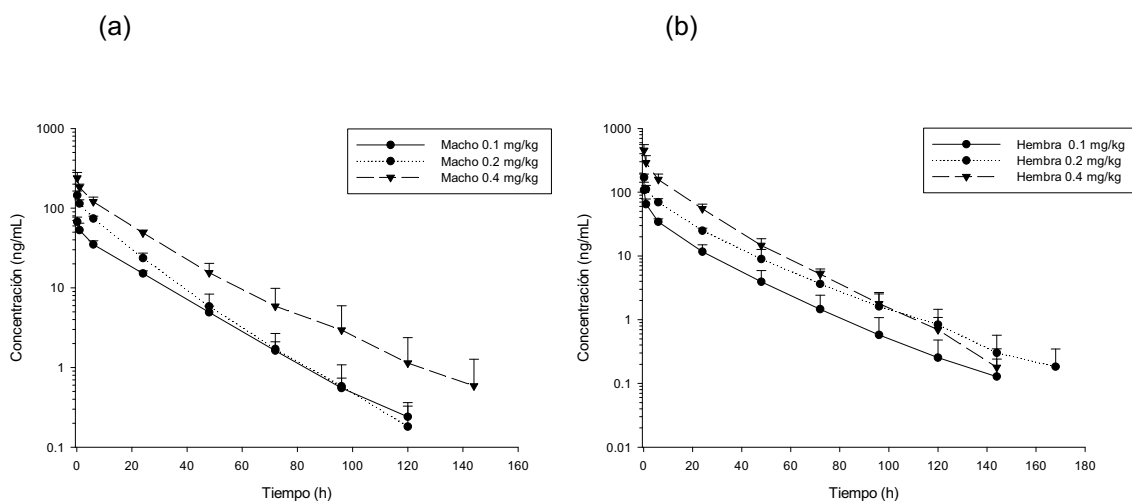 (a)
Concentración (ng/mL)
1000
100
10
1
0.1
0 20 40 60 80 100 120 140 160
Tiempo (h)
Macho 0.1 mg/kg
Macho 0.2 mg/kg
Macho 0.4 mg/kg
(b)
Concentración (ng/mL)
1000
100
10
1
0.1
0.01
0 20 40 60 80 100 120 140 160 180
Tiempo (h)
Hembra 0.1 mg/kg
Hembra 0.2 mg/kg
Hembra 0.4 mg/kg